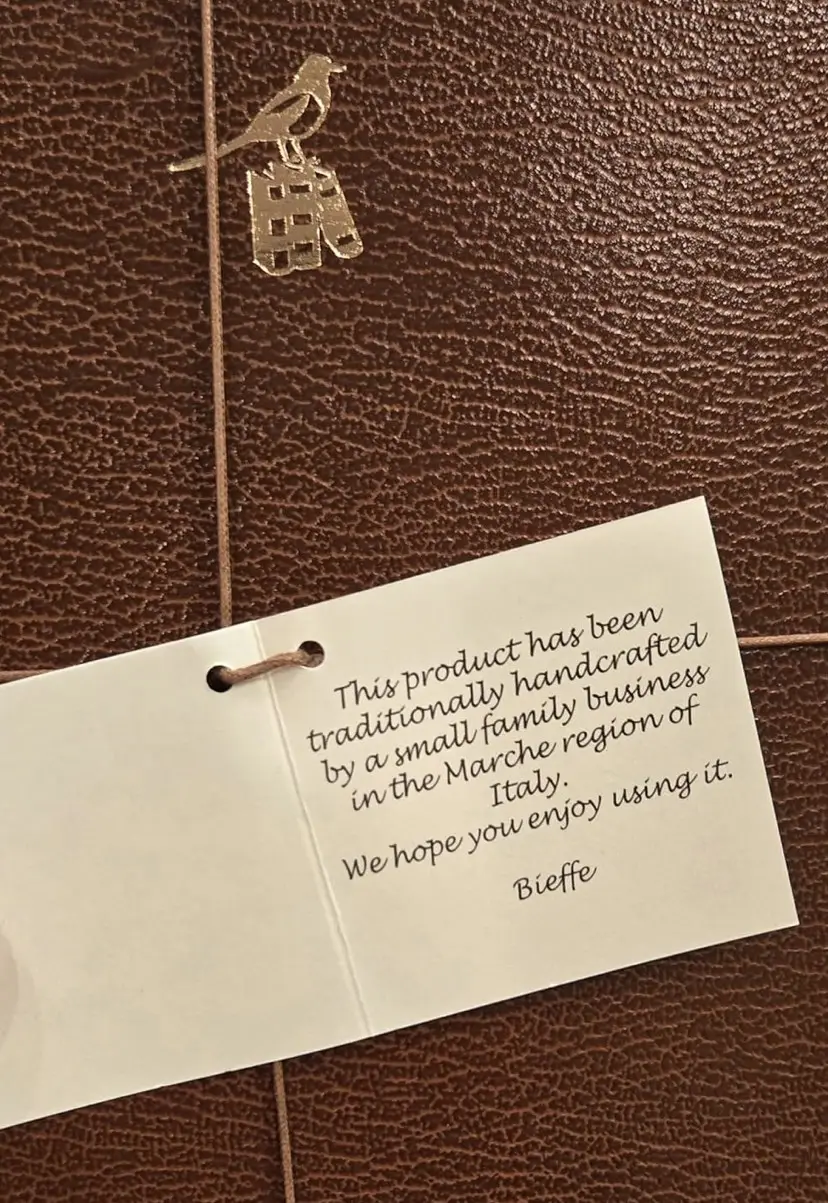 This product has been
traditionally handcrafted
by a small family business
in the Marche region of
Italy.
We hope you enjoy using it.
Bieffe